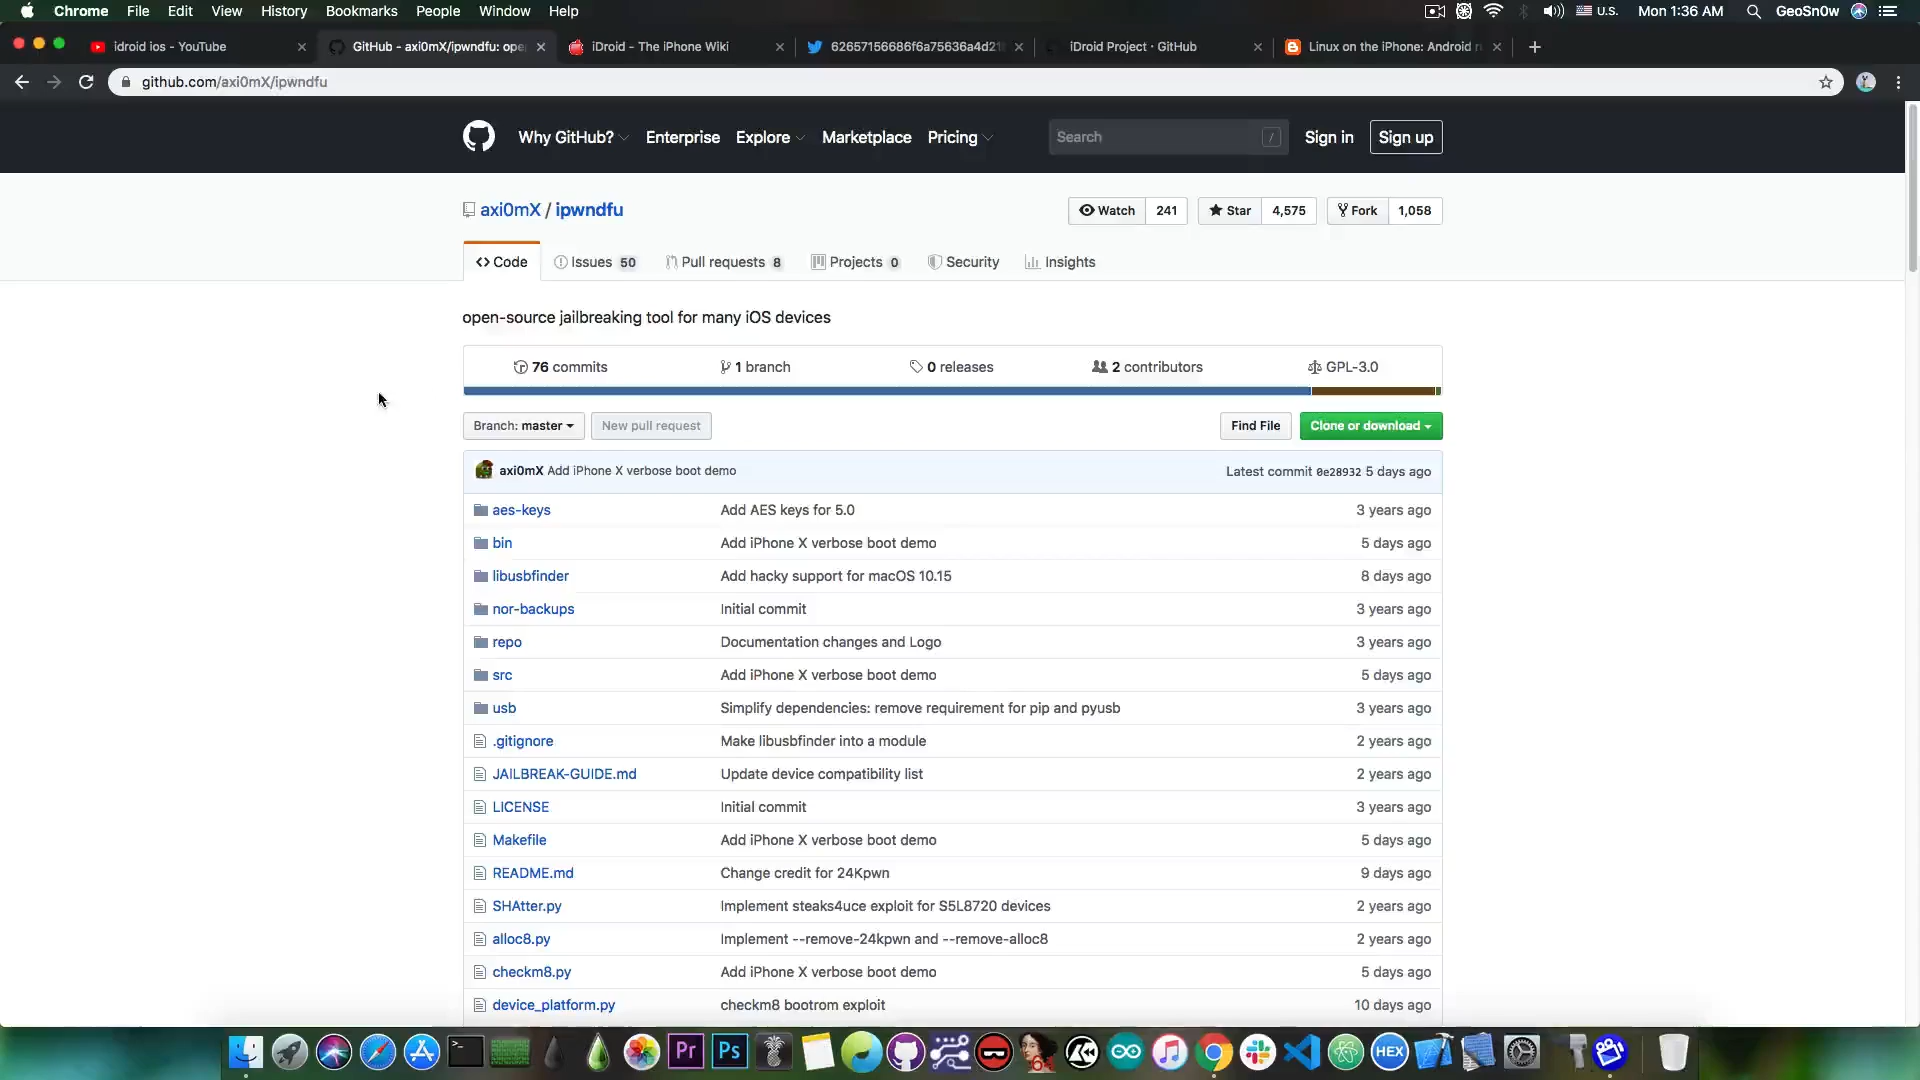 Chrome File Edit View History Bookmarks People Window Help U.S. Mon 1:36 AM GeoSn0w
idroid ios - YouTube GitHub - axi0mX/ipwndfu: ope iDroid - The iPhone Wiki 62657156686f6a75636a4d21 iDroid Project · GitHub Linux on the iPhone: Android r
github.com/axi0mX/ipwndfu
Why GitHub? Enterprise Explore Marketplace Pricing Search / Sign in Sign up
axi0mX / ipwndfu Watch 241 Star 4,575 Fork 1,058
Code Issues 50 Pull requests 8 Projects 0 Security Insights
open-source jailbreaking tool for many iOS devices
76 commits 1 branch 0 releases 2 contributors GPL-3.0
Branch: master New pull request Find File Clone or download
axi0mX Add iPhone X verbose boot demo Latest commit 0e28932 5 days ago
aes-keys Add AES keys for 5.0 3 years ago
bin Add iPhone X verbose boot demo 5 days ago
libusbfinder Add hacky support for macOS 10.15 8 days ago
nor-backups Initial commit 3 years ago
repo Documentation changes and Logo 3 years ago
src Add iPhone X verbose boot demo 5 days ago
usb Simplify dependencies: remove requirement for pip and pyusb 3 years ago
.gitignore Make libusbfinder into a module 2 years ago
JAILBREAK-GUIDE.md Update device compatibility list 2 years ago
LICENSE Initial commit 3 years ago
Makefile Add iPhone X verbose boot demo 5 days ago
README.md Change credit for 24Kpwn 9 days ago
SHAtter.py Implement steaks4uce exploit for S5L8720 devices 2 years ago
alloc8.py Implement --remove-24kpwn and --remove-alloc8 2 years ago
checkm8.py Add iPhone X verbose boot demo 5 days ago
device_platform.py checkm8 bootrom exploit 10 days ago
Pr Ps HEX